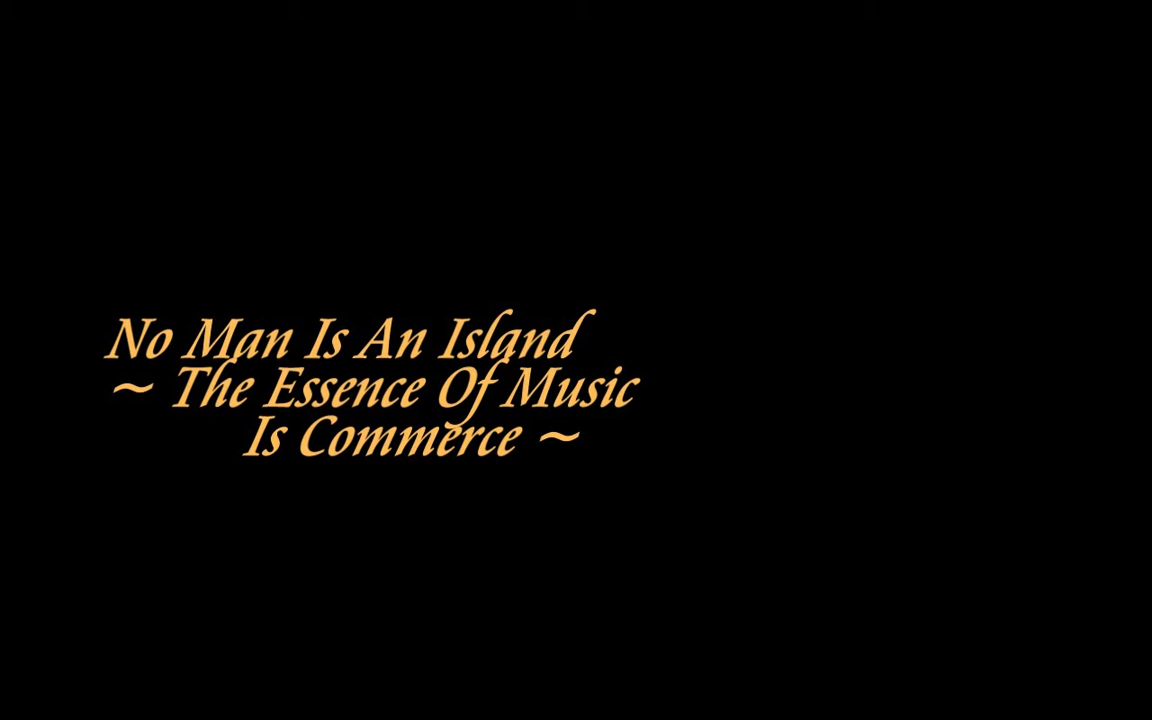 No Man Is An Island
~ The Essence Of Music
Is Commerce ~